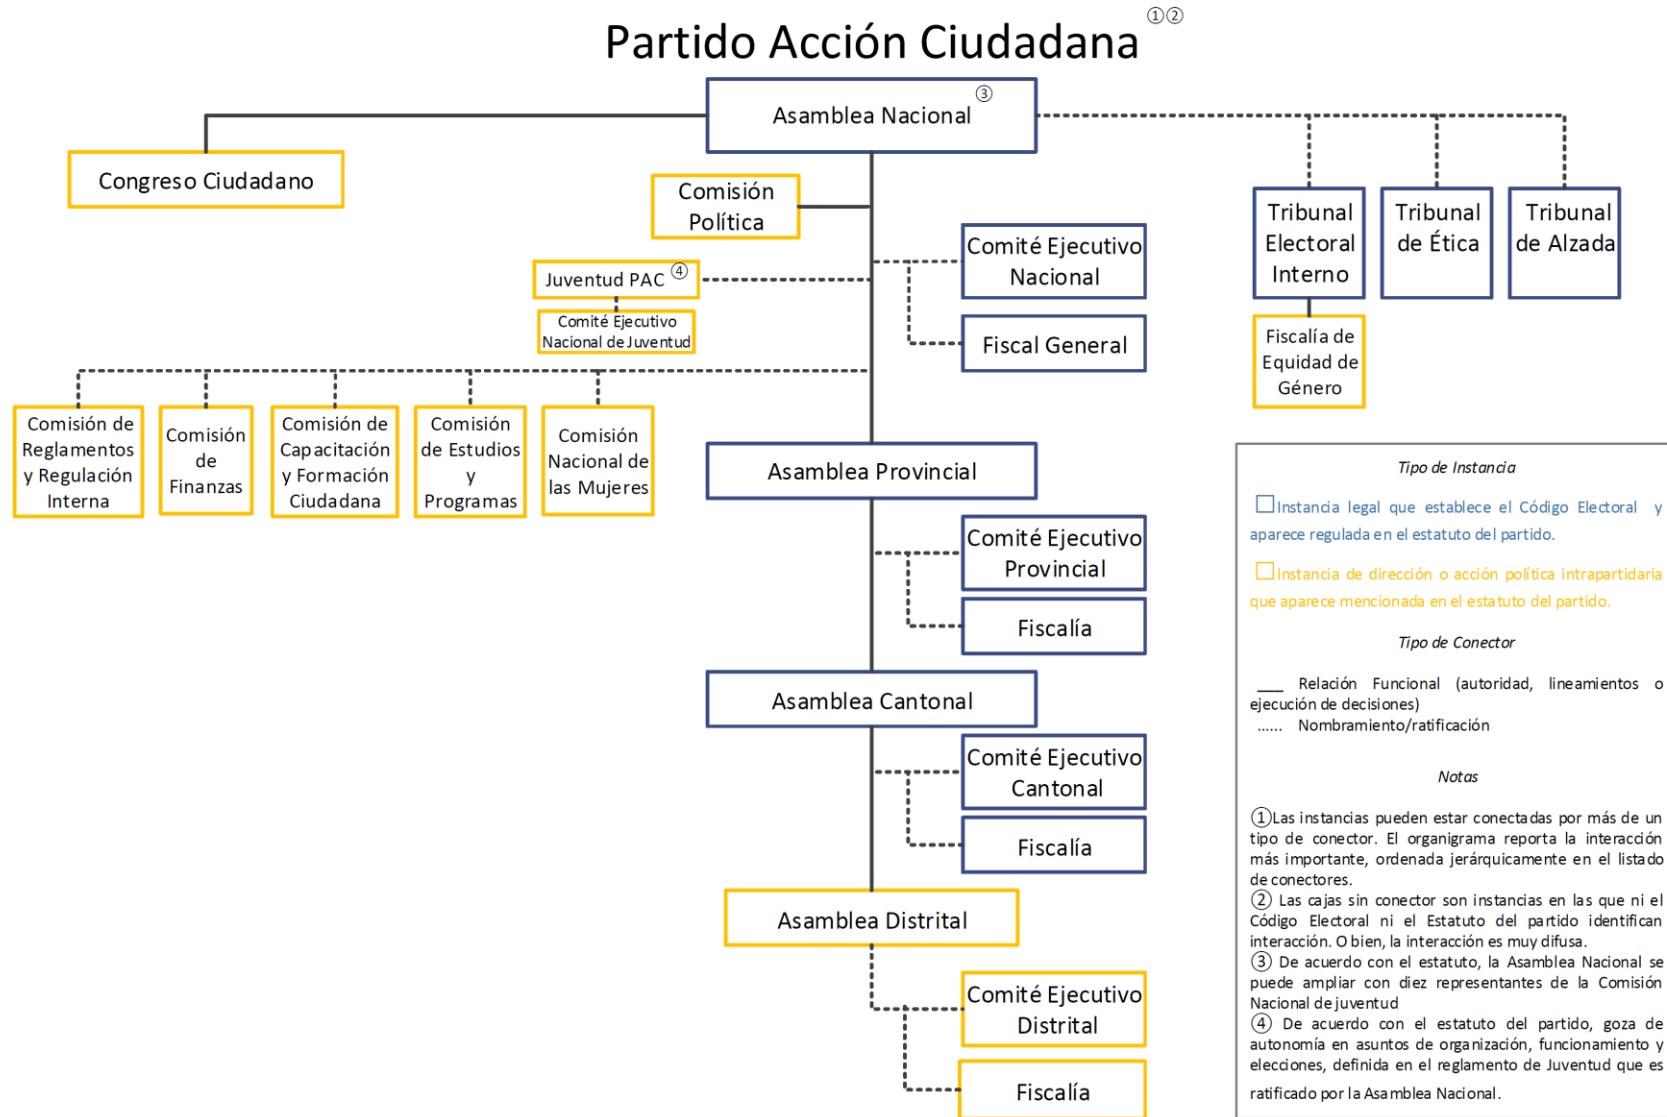 Partido Acción Ciudadana ①②
Asamblea Nacional ③
Congreso Ciudadano
Comisión
Política
Juventud PAC ④
Comité Ejecutivo
Nacional de Juventud
Comité Ejecutivo
Nacional
Fiscal General
Tribunal
Electoral
Interno
Tribunal
de Ética
Tribunal
de Alzada
Fiscalía de
Equidad de
Género
Comisión de
Reglamentos
y Regulación
Interna
Comisión
de
Finanzas
Comisión de
Capacitación
y Formación
Ciudadana
Comisión
de Estudios
y
Programas
Comisión
Nacional de
las Mujeres
Asamblea Provincial
Comité Ejecutivo
Provincial
Fiscalía
Asamblea Cantonal
Comité Ejecutivo
Cantonal
Fiscalía
Asamblea Distrital
Comité Ejecutivo
Distrital
Fiscalía
Tipo de Instancia
Instancia legal que establece el Código Electoral y
aparece regulada en el estatuto del partido.
Instancia de dirección o acción política intrapartidaria
que aparece mencionada en el estatuto del partido.
Tipo de Conector
___ Relación Funcional (autoridad, lineamientos o
ejecución de decisiones)
...... Nombramiento/ratificación
Notas
①Las instancias pueden estar conectadas por más de un
tipo de conector. El organigrama reporta la interacción
más importante, ordenada jerárquicamente en el listado
de conectores.
② Las cajas sin conector son instancias en las que ni el
Código Electoral ni el Estatuto del partido identifican
interacción. O bien, la interacción es muy difusa.
③ De acuerdo con el estatuto, la Asamblea Nacional se
puede ampliar con diez representantes de la Comisión
Nacional de juventud
④ De acuerdo con el estatuto del partido, goza de
autonomía en asuntos de organización, funcionamiento y
elecciones, definida en el reglamento de Juventud que es
ratificado por la Asamblea Nacional.